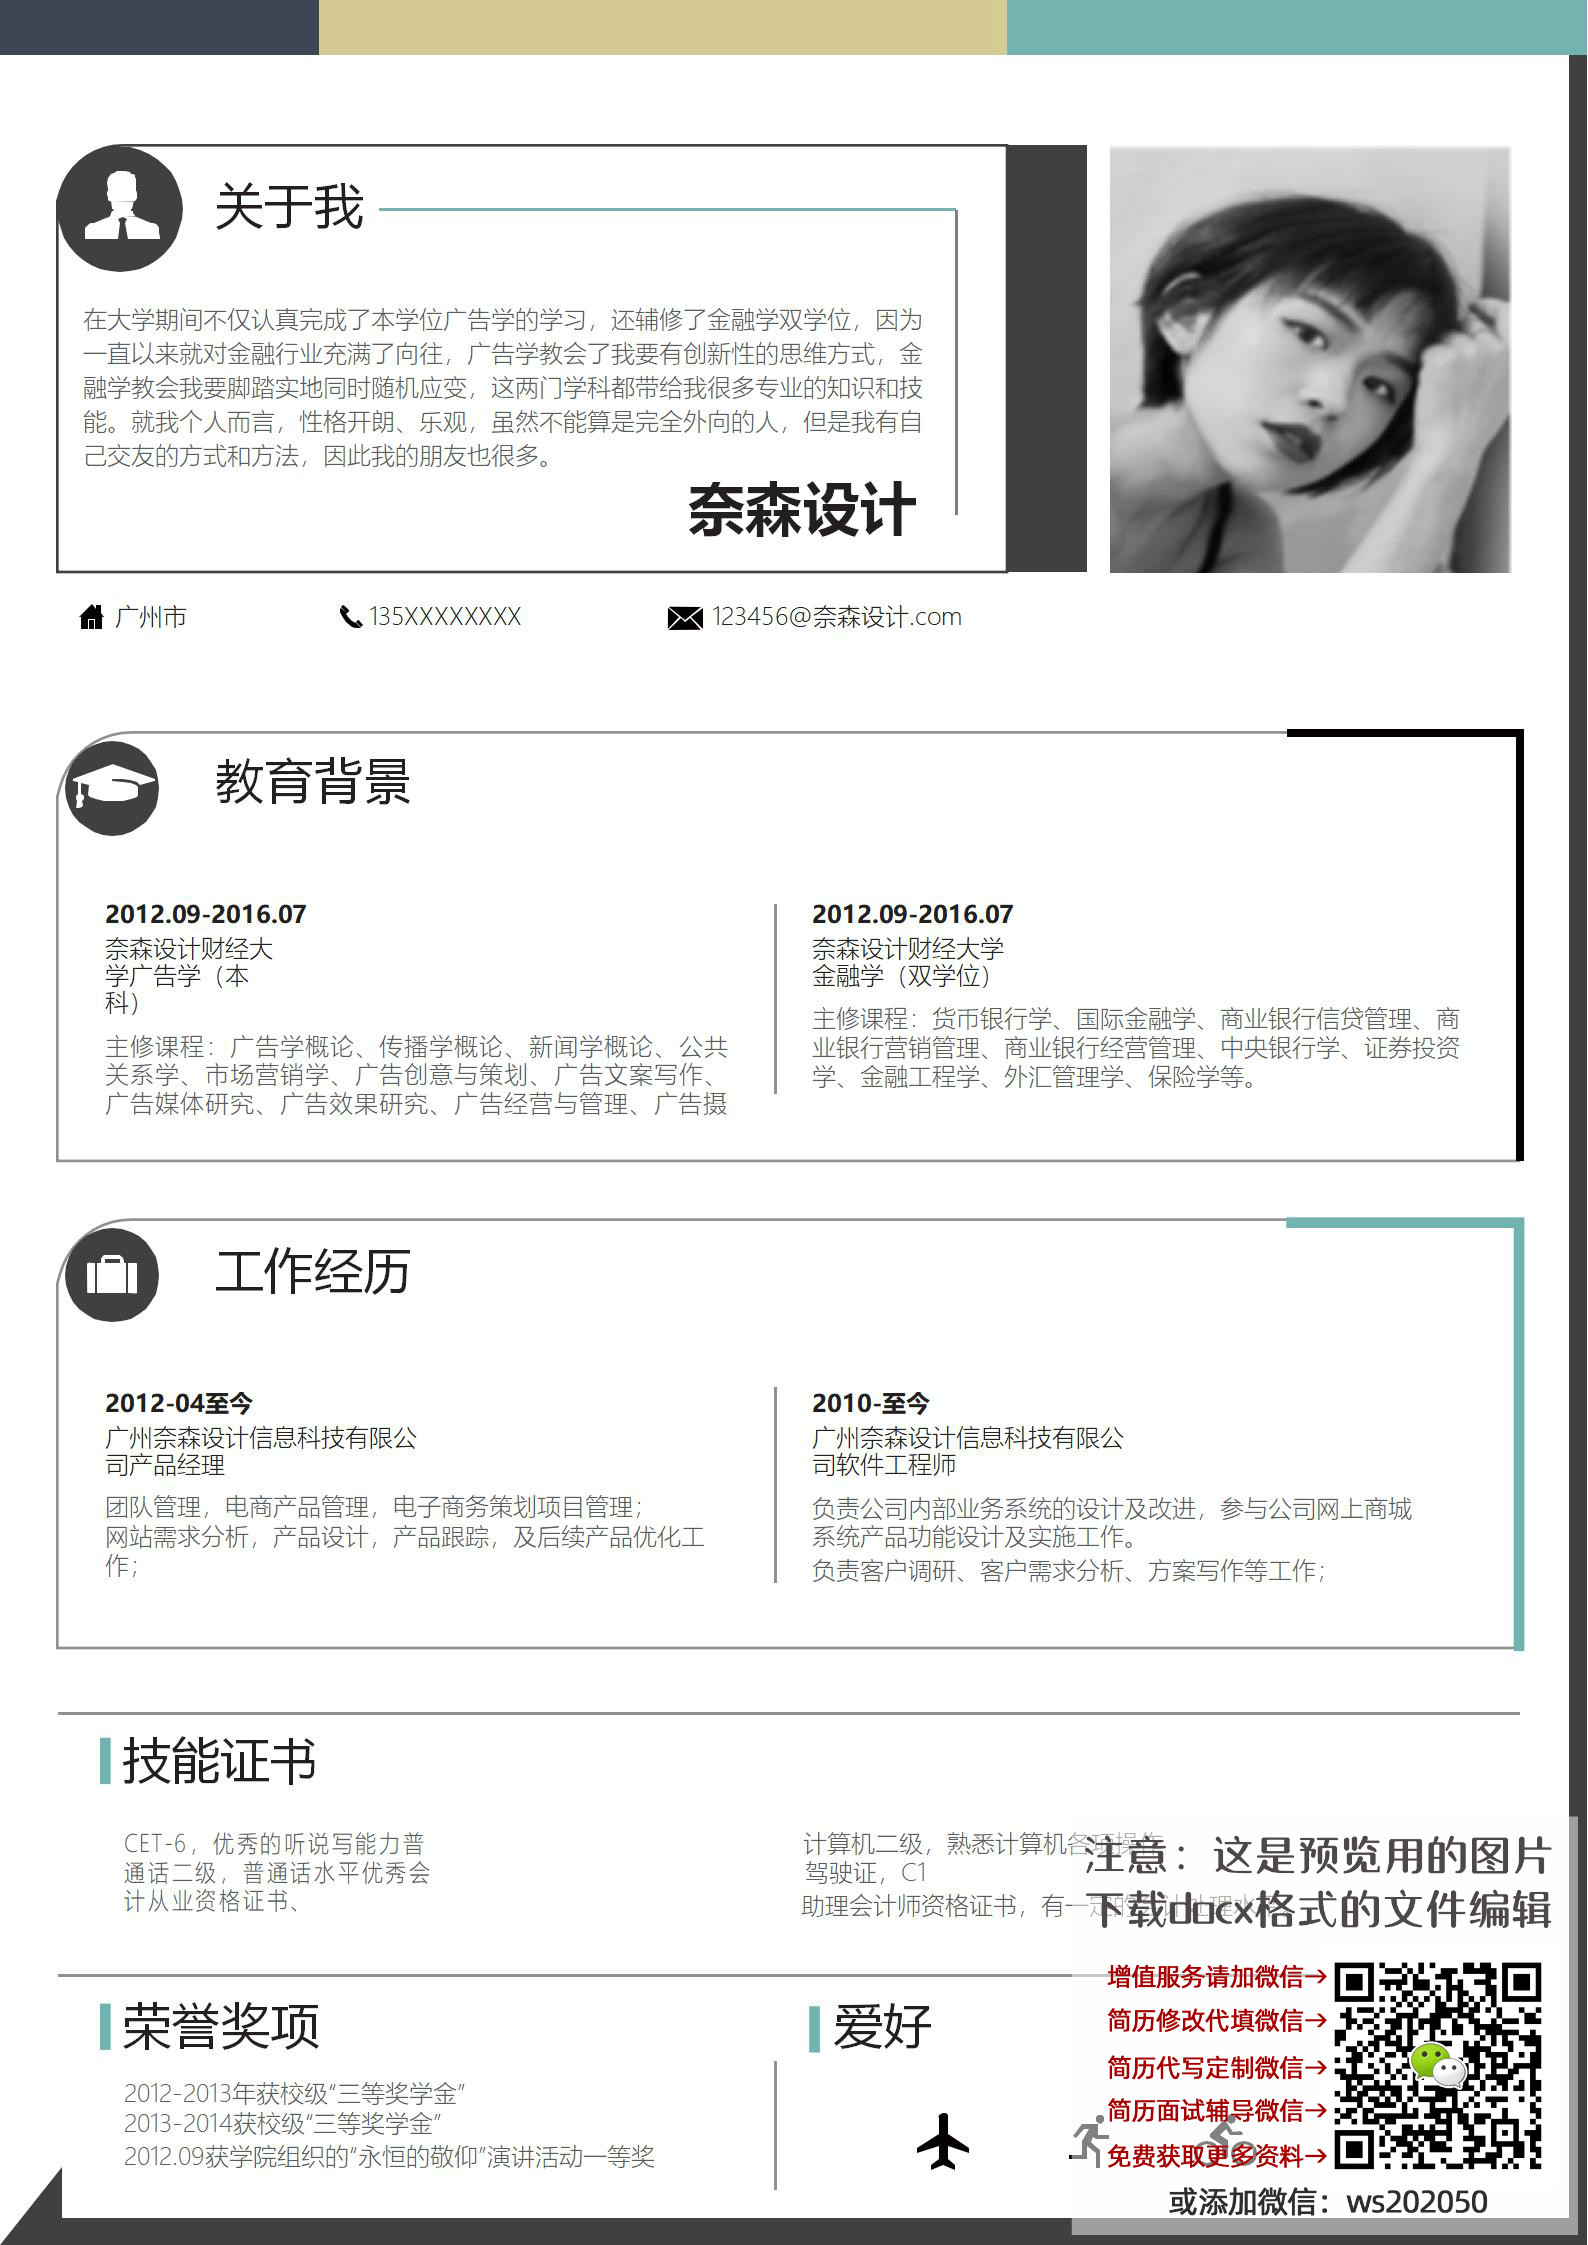 关于我
在大学期间不仅认真完成了本学位广告学的学习，还辅修了金融学双学位，因为
一直以来就对金融行业充满了向往，广告学教会了我要有创新性的思维方式，金
融学教会我要脚踏实地同时随机应变，这两门学科都带给我很多专业的知识和技
能。就我个人而言，性格开朗、乐观，虽然不能算是完全外向的人，但是我有自
己交友的方式和方法，因此我的朋友也很多。
奈森设计
广州市
135XXXXXXXX
123456@奈森设计.com
教育背景
2012.09-2016.07
奈森设计财经大
学广告学（本
科）
主修课程：广告学概论、传播学概论、新闻学概论、公共
关系学、市场营销学、广告创意与策划、广告文案写作、
广告媒体研究、广告效果研究、广告经营与管理、广告摄
2012.09-2016.07
奈森设计财经大学
金融学（双学位）
主修课程：货币银行学、国际金融学、商业银行信贷管理、商
业银行营销管理、商业银行经营管理、中央银行学、证券投资
学、金融工程学、外汇管理学、保险学等。
工作经历
2012-04至今
广州奈森设计信息科技有限公
司产品经理
团队管理，电商产品管理，电子商务策划项目管理；
网站需求分析，产品设计，产品跟踪，及后续产品优化工
作；
2010-至今
广州奈森设计信息科技有限公
司软件工程师
负责公司内部业务系统的设计及改进，参与公司网上商城
系统产品功能设计及实施工作。
负责客户调研、客户需求分析、方案写作等工作；
技能证书
CET-6，优秀的听说写能力普
通话二级，普通话水平优秀会
计从业资格证书、
计算机二级，熟悉计算机各项操作
驾驶证，C1
助理会计师资格证书，有一定的会计处理水
注意：这是预览用的图片
下载docx格式的文件编辑
荣誉奖项
2012-2013年获校级“三等奖学金”
2013-2014获校级“三等奖学金”
2012.09获学院组织的“永恒的敬仰”演讲活动一等奖
爱好
增值服务请加微信→
简历修改代填微信→
简历代写定制微信→
简历面试辅导微信→
免费获取更多资料→
或添加微信：ws202050